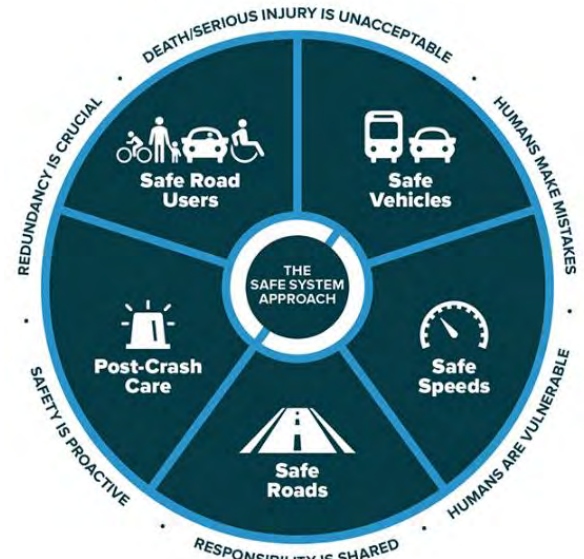 DEATH/SERIOUS INJURY IS UNACCEPTABLE
HUMANS MAKE MISTAKES
HUMANS ARE VULNERABLE
RESPONSIBILITY IS SHARED
SAFETY IS PROACTIVE
REDUNDANCY IS CRUCIAL
Safe Road
Users
Safe
Vehicles
THE
SAFE SYSTEM
APPROACH
Post-Crash
Care
Safe
Speeds
Safe
Roads